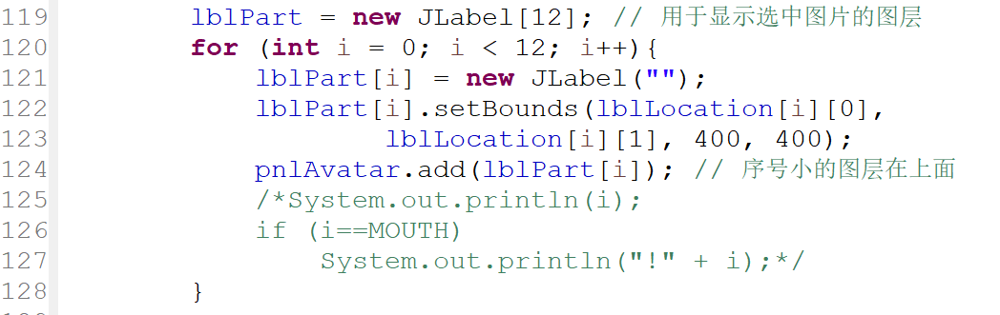 119 lblPart = new JLabel[12]; // 用于显示选中图片的图层
120 for (int i = 0; i < 12; i++){
121 lblPart[i] = new JLabel("");
122 lblPart[i].setBounds(lblLocation[i][0],
123 lblLocation[i][1], 400, 400);
124 pnlAvatar.add(lblPart[i]); // 序号小的图层在上面
125 /*System.out.println(i);
126 if (i==MOUTH)
127 System.out.println("!" + i);*/
128 }